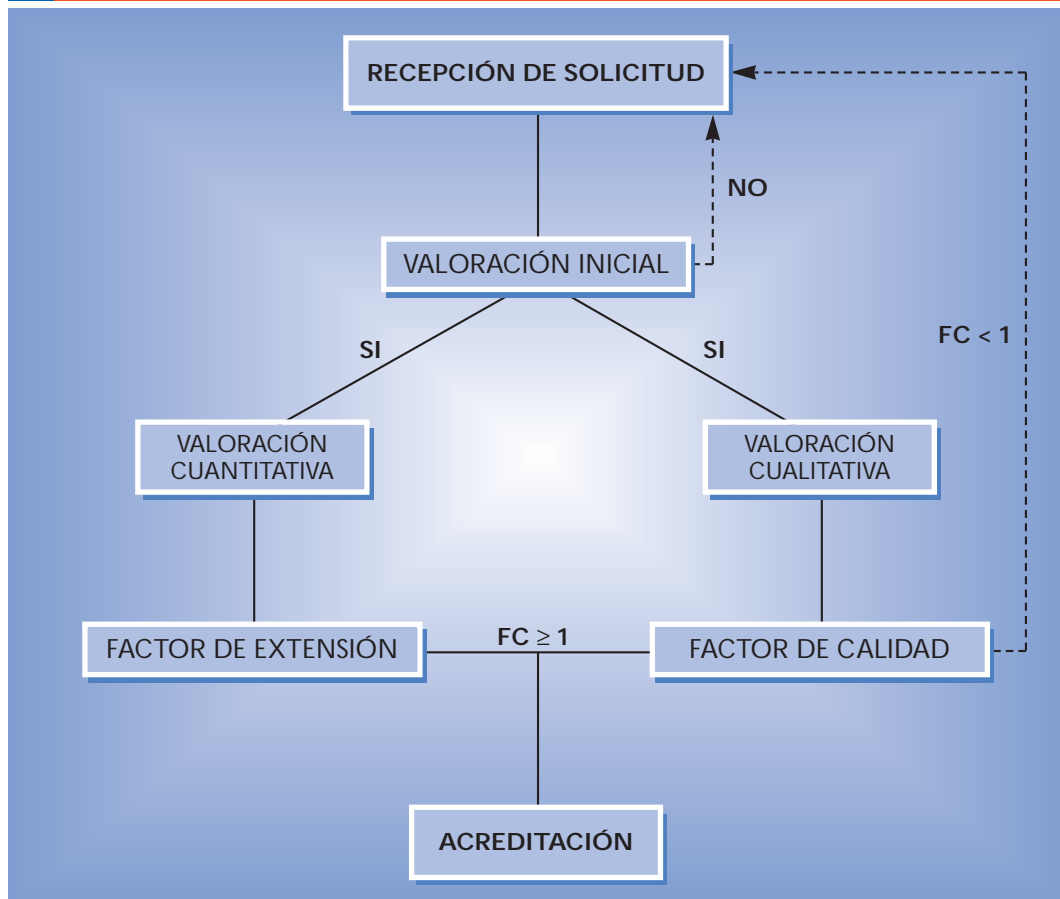 RECEPCIÓN DE SOLICITUD
NO
VALORACIÓN INICIAL
SI
SI
FC < 1
VALORACIÓN
CUANTITATIVA
VALORACIÓN
CUALITATIVA
FACTOR DE EXTENSIÓN
FC ≥ 1
FACTOR DE CALIDAD
ACREDITACIÓN